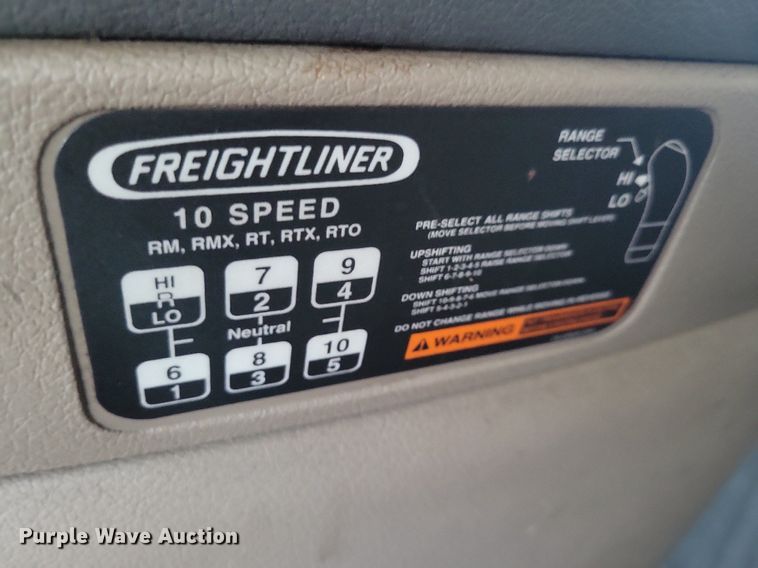 FREIGHTLINER
10 SPEED
RM, RMX, RT, RTX, RTO
HI
R
LO
7
2
9
4
Neutral
6
1
8
3
10
5
RANGE
SELECTOR
HI
LO
PRE-SELECT ALL RANGE SHIFTS
(MOVE SELECTOR BEFORE MOVING SHIFT LEVER)
UPSHIFTING
START WITH RANGE SELECTOR DOWN
SHIFT 1-2-3-4-5 RAISE RANGE SELECTOR
SHIFT 6-7-8-9-10
DOWN SHIFTING
SHIFT 10-9-8-7-6 MOVE RANGE SELECTOR DOWN
SHIFT 5-4-3-2-1
DO NOT CHANGE RANGE WHILE MOVING IN REVERSE
WARNING
Purple Wave Auction